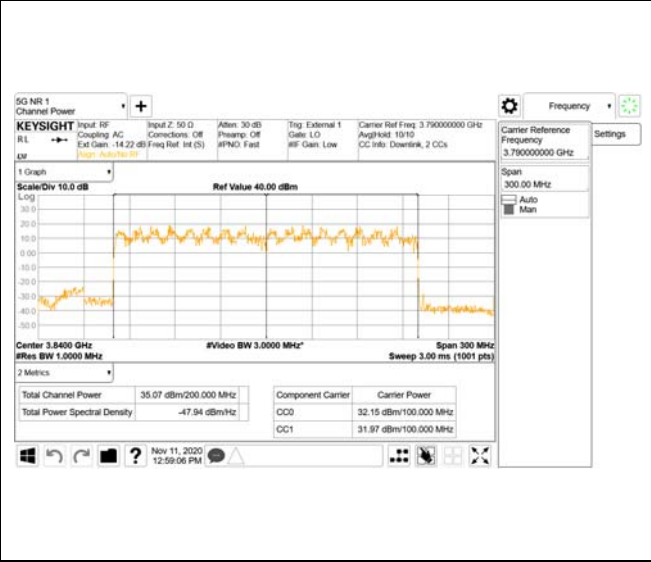 5G NR 1
Channel Power
Frequency
KEYSIGHT
Input: RF
Input Z: 50 Ω
Atten: 30 dB
Trig: External 1
Carrier Ref Freq: 3.790000000 GHz
R L
Coupling: AC
Corrections: Off
Preamp: Off
Gate: LO
Avg|Hold: 10/10
Ext Gain: -14.22 dB
Freq Ref: Int (S)
#PNO: Fast
#IF Gain: Low
CC Info: Downlink, 2 CCs
Align: Auto/No RF
Carrier Reference
Frequency
3.790000000 GHz
Settings
Span
300.00 MHz
Auto
Man
1 Graph
Scale/Div 10.0 dB
Ref Value 40.00 dBm
Log
30.0
20.0
10.0
0.00
-10.0
-20.0
-30.0
-40.0
-50.0
Center 3.8400 GHz
#Video BW 3.0000 MHz*
Span 300 MHz
#Res BW 1.0000 MHz
Sweep 3.00 ms (1001 pts)
2 Metrics
Total Channel Power
35.07 dBm/200.000 MHz
Total Power Spectral Density
-47.94 dBm/Hz
Component Carrier
Carrier Power
CC0
32.15 dBm/100.000 MHz
CC1
31.97 dBm/100.000 MHz
Nov 11, 2020
12:59:06 PM